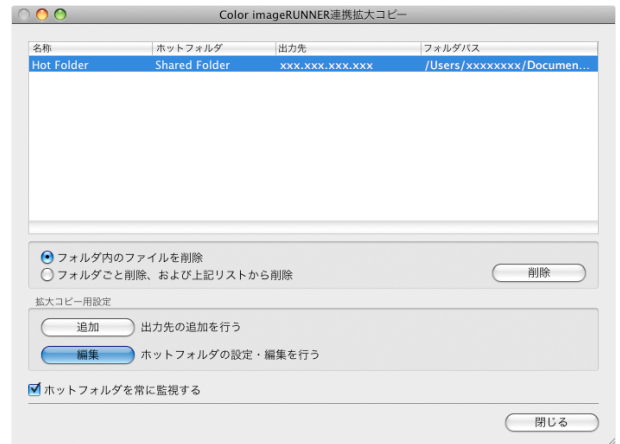 Color imageRUNNER連携拡大コピー
名称 ホットフォルダ 出力先 フォルダパス
Hot Folder Shared Folder xxx.xxx.xxx.xxx /Users/xxxxxxxx/Documen...
フォルダ内のファイルを削除
フォルダごと削除、および上記リストから削除 削除
拡大コピー用設定
追加 出力先の追加を行う
編集 ホットフォルダの設定・編集を行う
ホットフォルダを常に監視する
閉じる